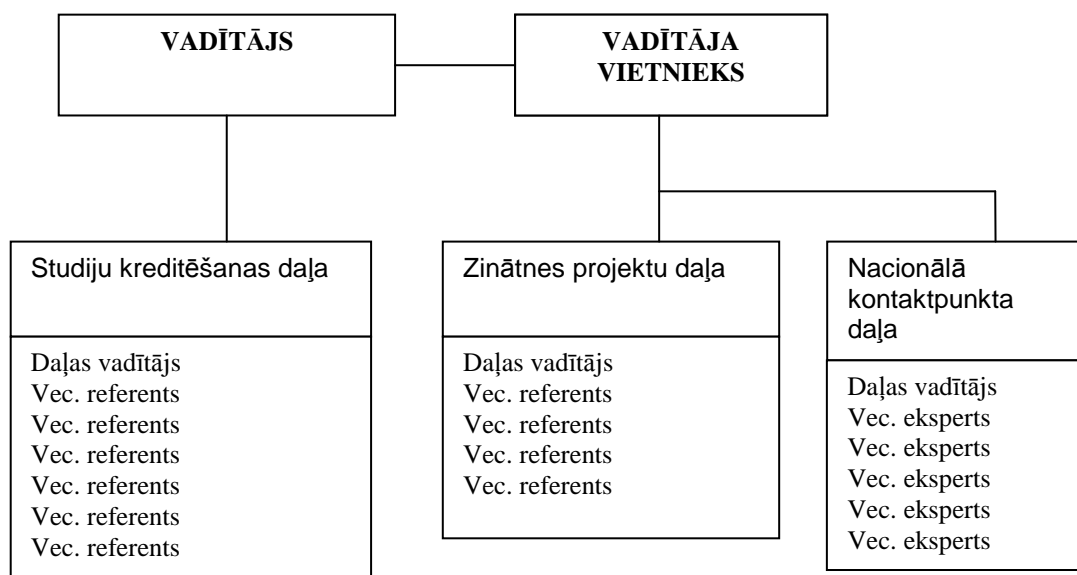 VADĪTĀJS
VADĪTĀJA
VIETNIEKS
Studiju kreditēšanas daļa
Daļas vadītājs
Vec. referents
Vec. referents
Vec. referents
Vec. referents
Vec. referents
Vec. referents
Zinātnes projektu daļa
Daļas vadītājs
Vec. referents
Vec. referents
Vec. referents
Vec. referents
Nacionālā
kontaktpunkta
daļa
Daļas vadītājs
Vec. eksperts
Vec. eksperts
Vec. eksperts
Vec. eksperts
Vec. eksperts